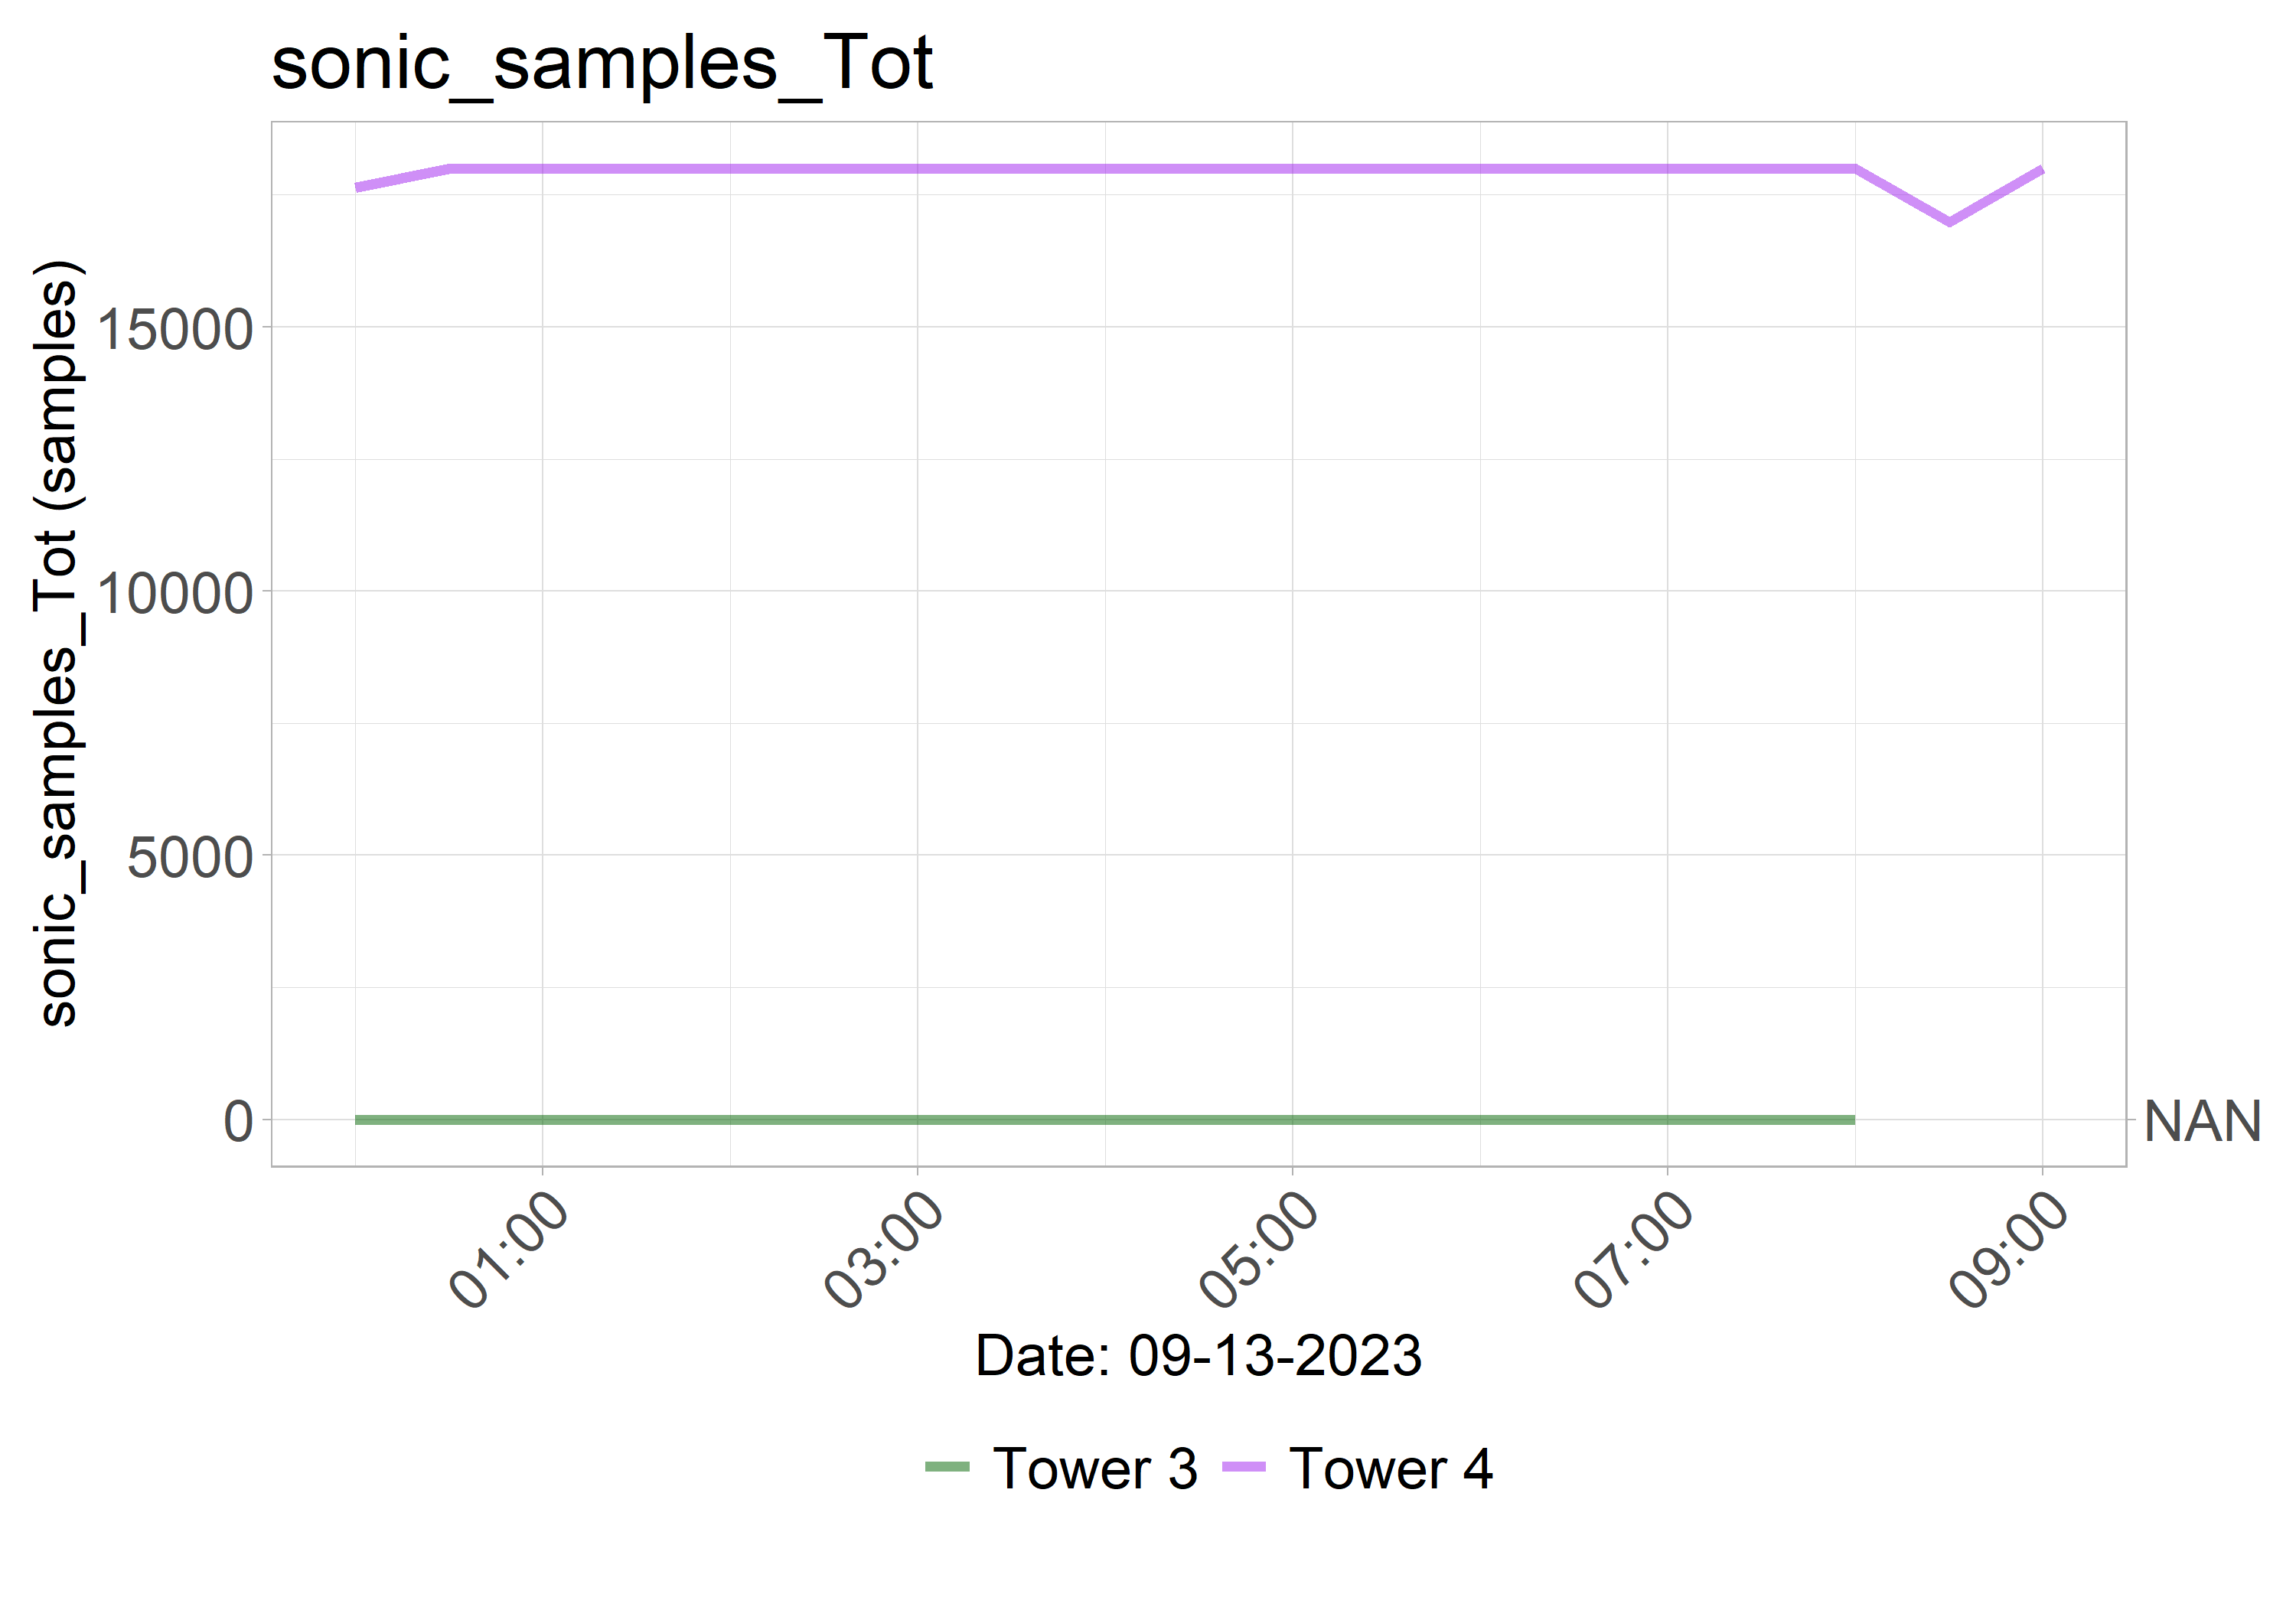 sonic_samples_Tot
sonic_samples_Tot (samples)
15000
10000
5000
0
NAN
01:00
03:00
05:00
07:00
09:00
Date: 09-13-2023
Tower 3
Tower 4